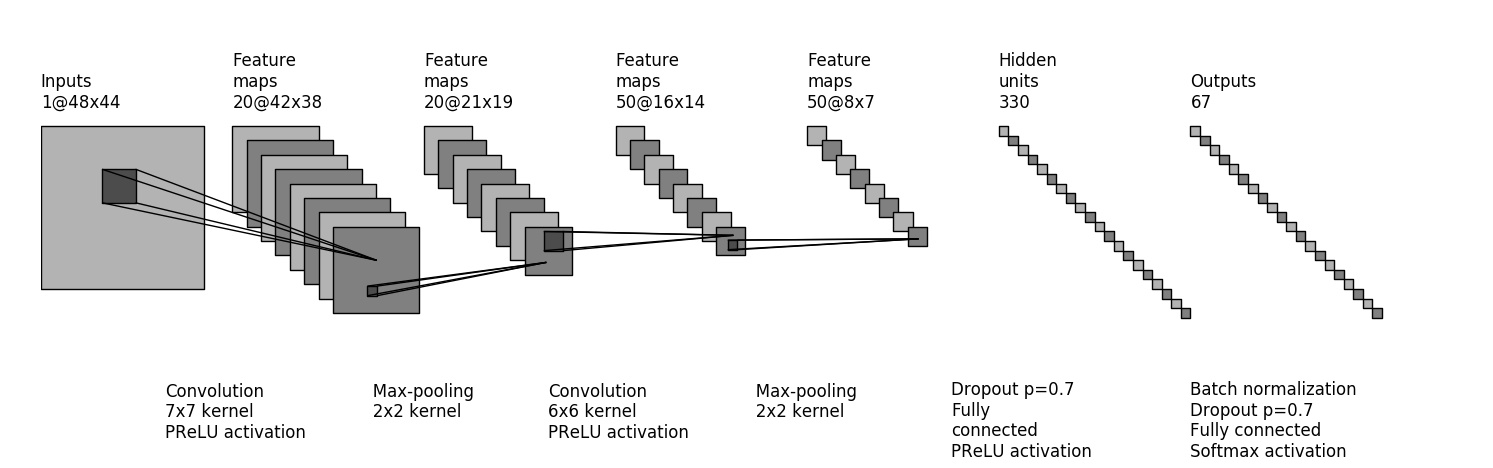 Inputs
1@48x44
Feature
maps
20@42x38
Feature
maps
20@21x19
Feature
maps
50@16x14
Feature
maps
50@8x7
Hidden
units
330
Outputs
67
Convolution
7x7 kernel
PReLU activation
Max-pooling
2x2 kernel
Convolution
6x6 kernel
PReLU activation
Max-pooling
2x2 kernel
Dropout p=0.7
Fully
connected
PReLU activation
Batch normalization
Dropout p=0.7
Fully connected
Softmax activation